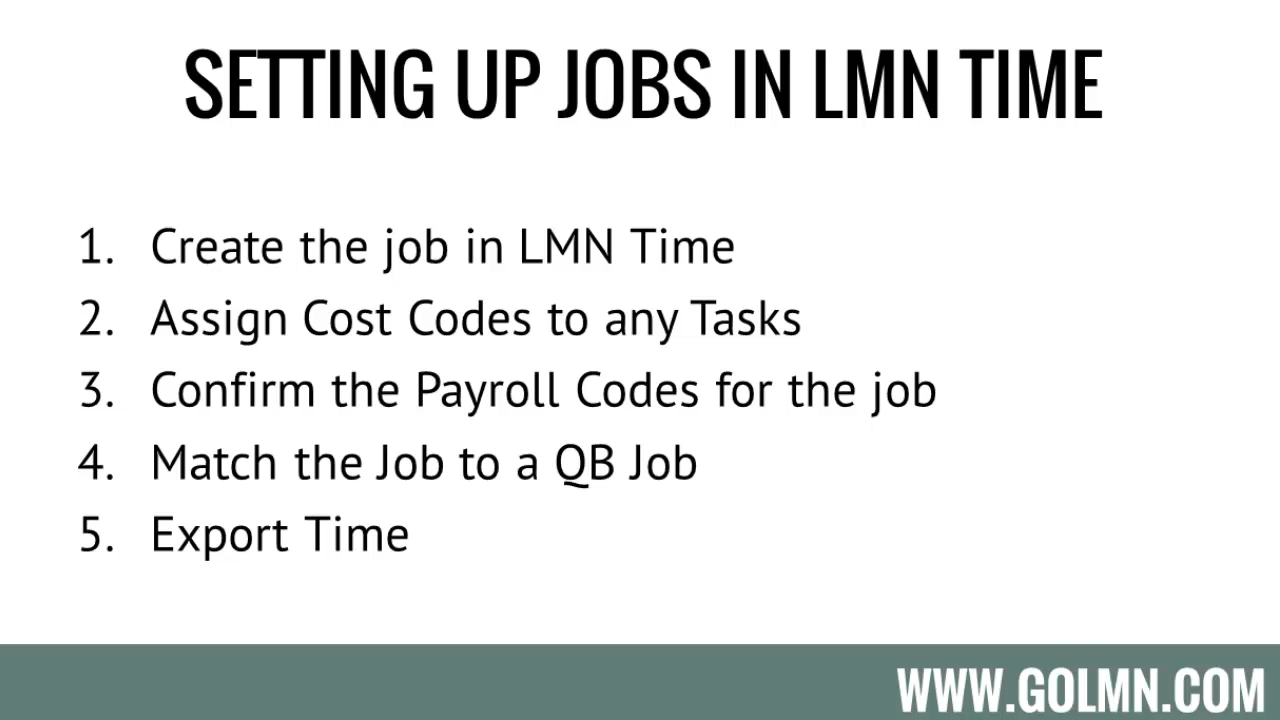 SETTING UP JOBS IN LMN TIME
1. Create the job in LMN Time
2. Assign Cost Codes to any Tasks
3. Confirm the Payroll Codes for the job
4. Match the Job to a QB Job
5. Export Time
WWW.GOLMN.COM